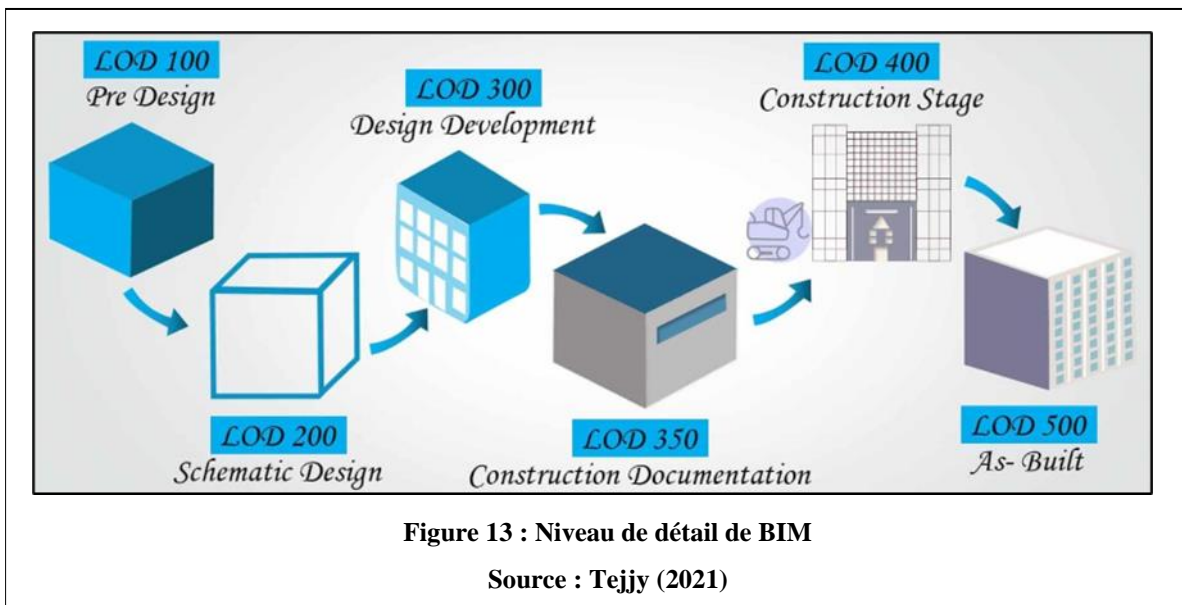 LOD 100
Pre Design
LOD 200
Schematic Design
LOD 300
Design Development
LOD 350
Construction Documentation
LOD 400
Construction Stage
LOD 500
As- Built
Figure 13 : Niveau de détail de BIM
Source : Tejjy (2021)